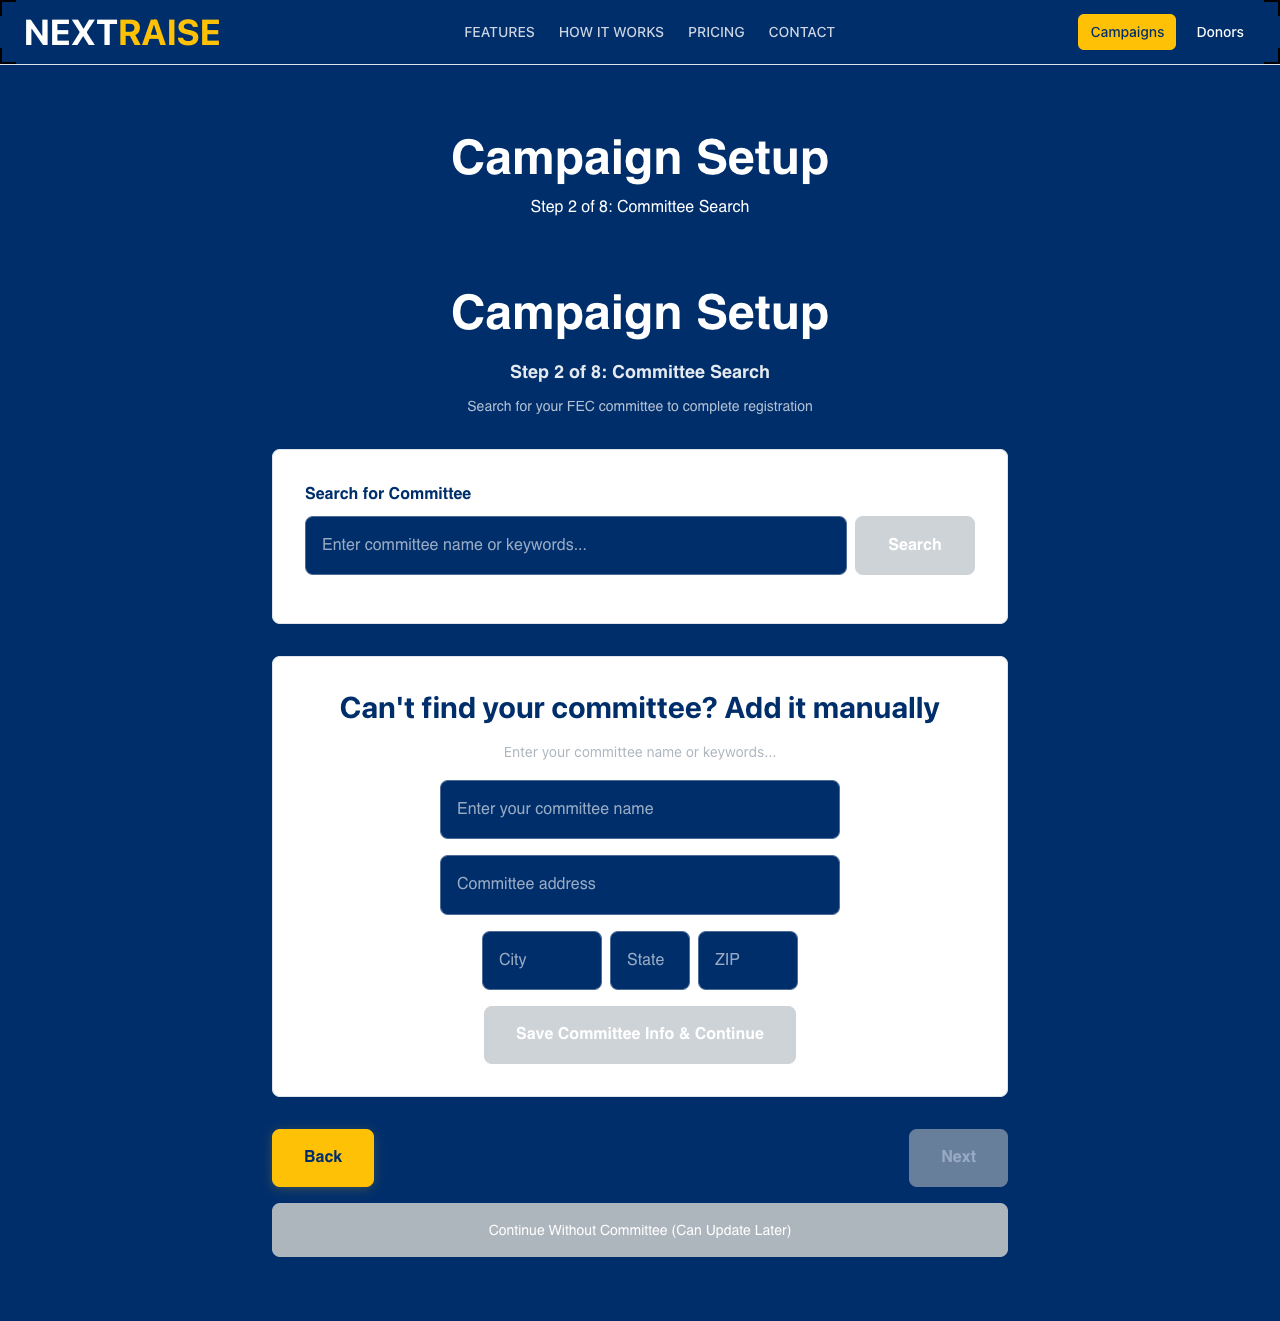 NEXTRAISE
FEATURES HOW IT WORKS PRICING CONTACT
Campaigns Donors
Campaign Setup
Step 2 of 8: Committee Search
Campaign Setup
Step 2 of 8: Committee Search
Search for your FEC committee to complete registration
Search for Committee
Enter committee name or keywords... Search
Can't find your committee? Add it manually
Enter your committee name or keywords...
Enter your committee name
Committee address
City State ZIP
Save Committee Info & Continue
Back Next
Continue Without Committee (Can Update Later)